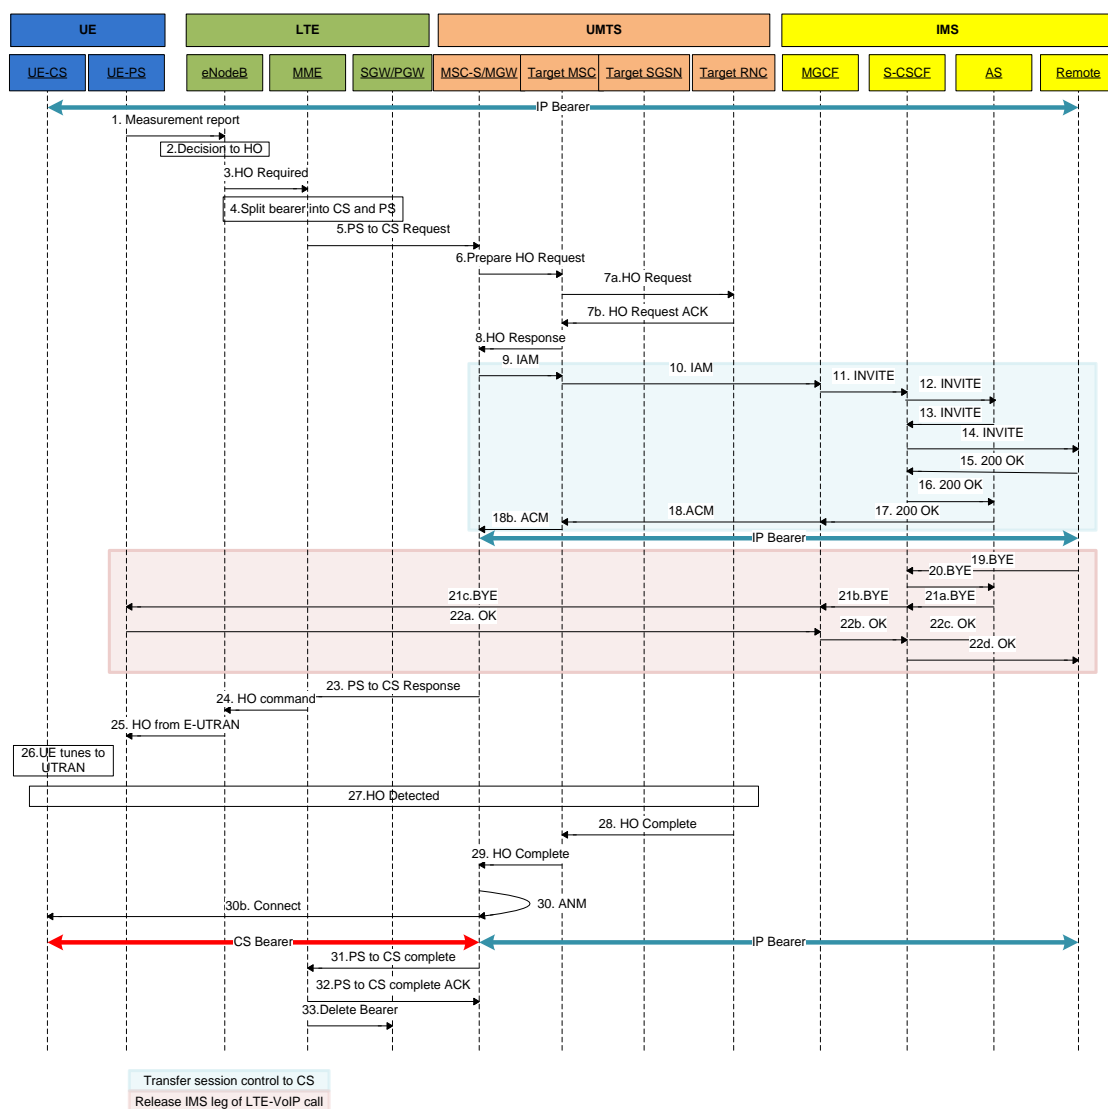 UE
LTE
UMTS
IMS
UE-CS
UE-PS
eNodeB
MME
SGW/PGW
MSC-S/MGW
Target MSC
Target SGSN
Target RNC
MGCF
S-CSCF
AS
Remote
IP Bearer
1. Measurement report
2.Decision to HO
3.HO Required
4.Split bearer into CS and PS
5.PS to CS Request
6.Prepare HO Request
7a.HO Request
7b. HO Request ACK
8.HO Response
9. IAM
10. IAM
11. INVITE
12. INVITE
13. INVITE
14. INVITE
15. 200 OK
16. 200 OK
17. 200 OK
18.ACM
18b. ACM
IP Bearer
19.BYE
20.BYE
21a.BYE
21b.BYE
21c.BYE
22a. OK
22b. OK
22c. OK
22d. OK
23. PS to CS Response
24. HO command
25. HO from E-UTRAN
26.UE tunes to
UTRAN
27.HO Detected
28. HO Complete
29. HO Complete
30. ANM
30b. Connect
CS Bearer
IP Bearer
31.PS to CS complete
32.PS to CS complete ACK
33.Delete Bearer
Transfer session control to CS
Release IMS leg of LTE-VoIP call